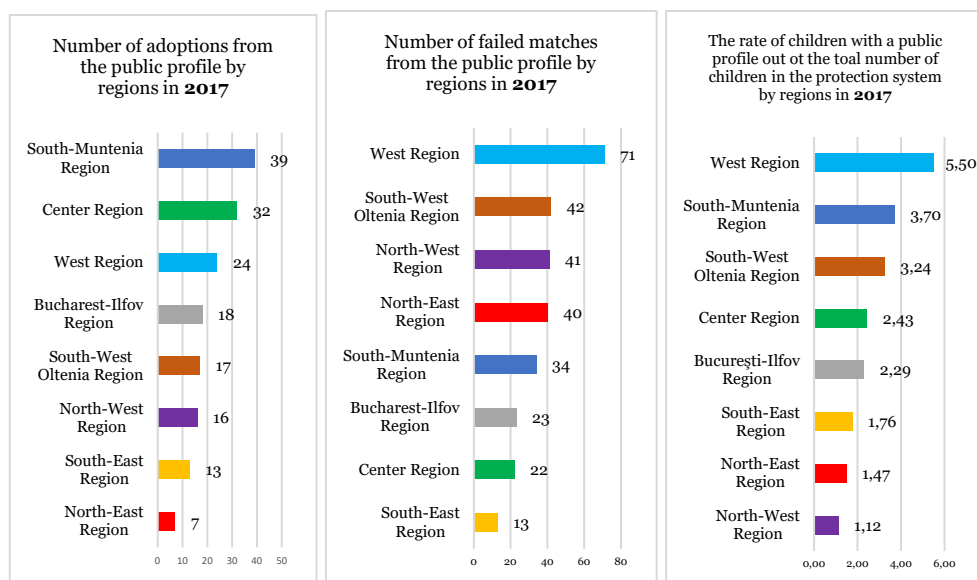 Number of adoptions from
the public profile by
regions in 2017
South-Muntenia
Region
39
Center Region
32
West Region
24
Bucharest-Ilfov
Region
18
South-West
Oltenia Region
17
North-West
Region
16
South-East
Region
13
North-East
Region
7
0 10 20 30 40 50
Number of failed matches
from the public profile by
regions in 2017
0 20 40 60 80
West Region
71
South-West
Oltenia Region
42
North-West
Region
41
North-East
Region
40
South-Muntenia
Region
34
Bucharest-Ilfov
Region
23
Center Region
22
South-East
Region
13
0 20 40 60 80
The rate of children with a public
profile out ot the toal number of
children in the protection system
by regions in 2017
West Region
5,50
South-Muntenia
Region
3,70
South-West
Oltenia Region
3,24
Center Region
2,43
Bucureşti-Ilfov
Region
2,29
South-East
Region
1,76
North-East
Region
1,47
North-West
Region
1,12
0,00 2,00 4,00 6,00